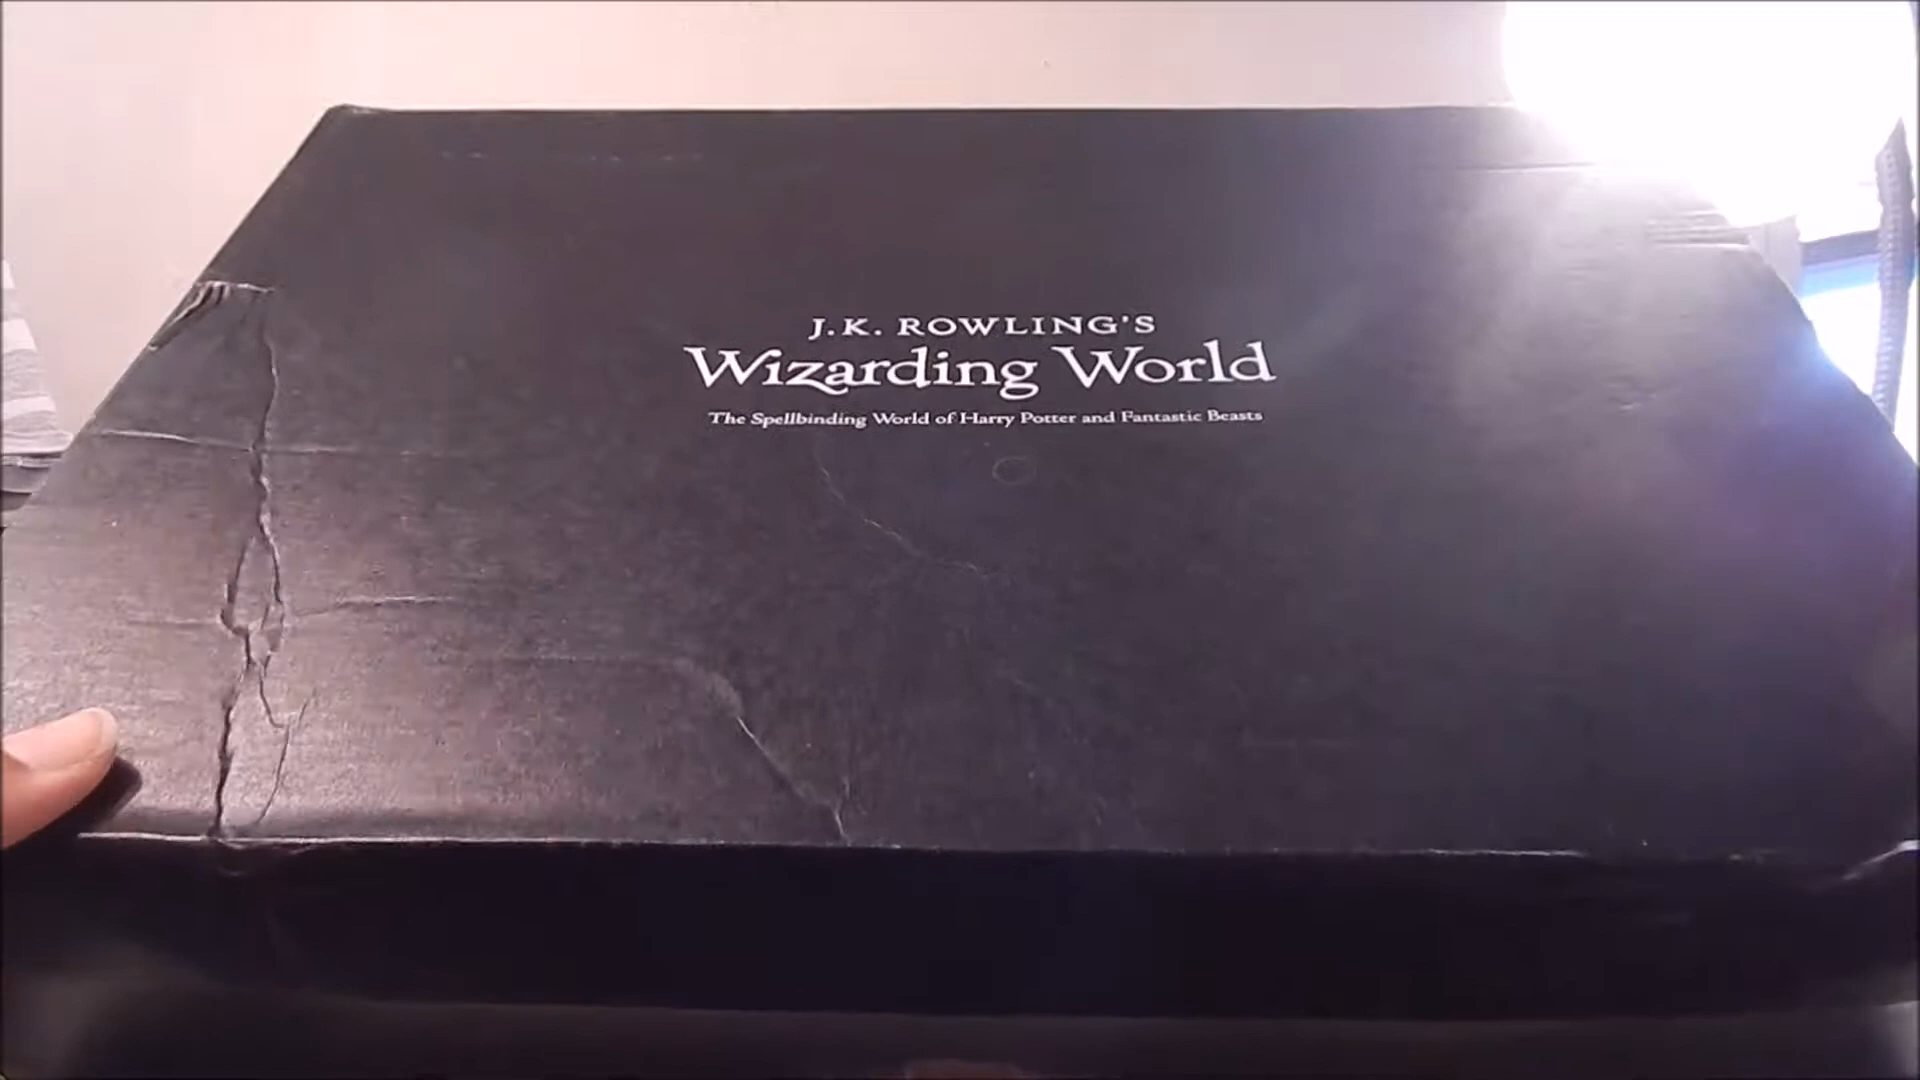 J.K. ROWLING'S
Wizarding World
The Spellbinding World of Harry Potter and Fantastic Beasts